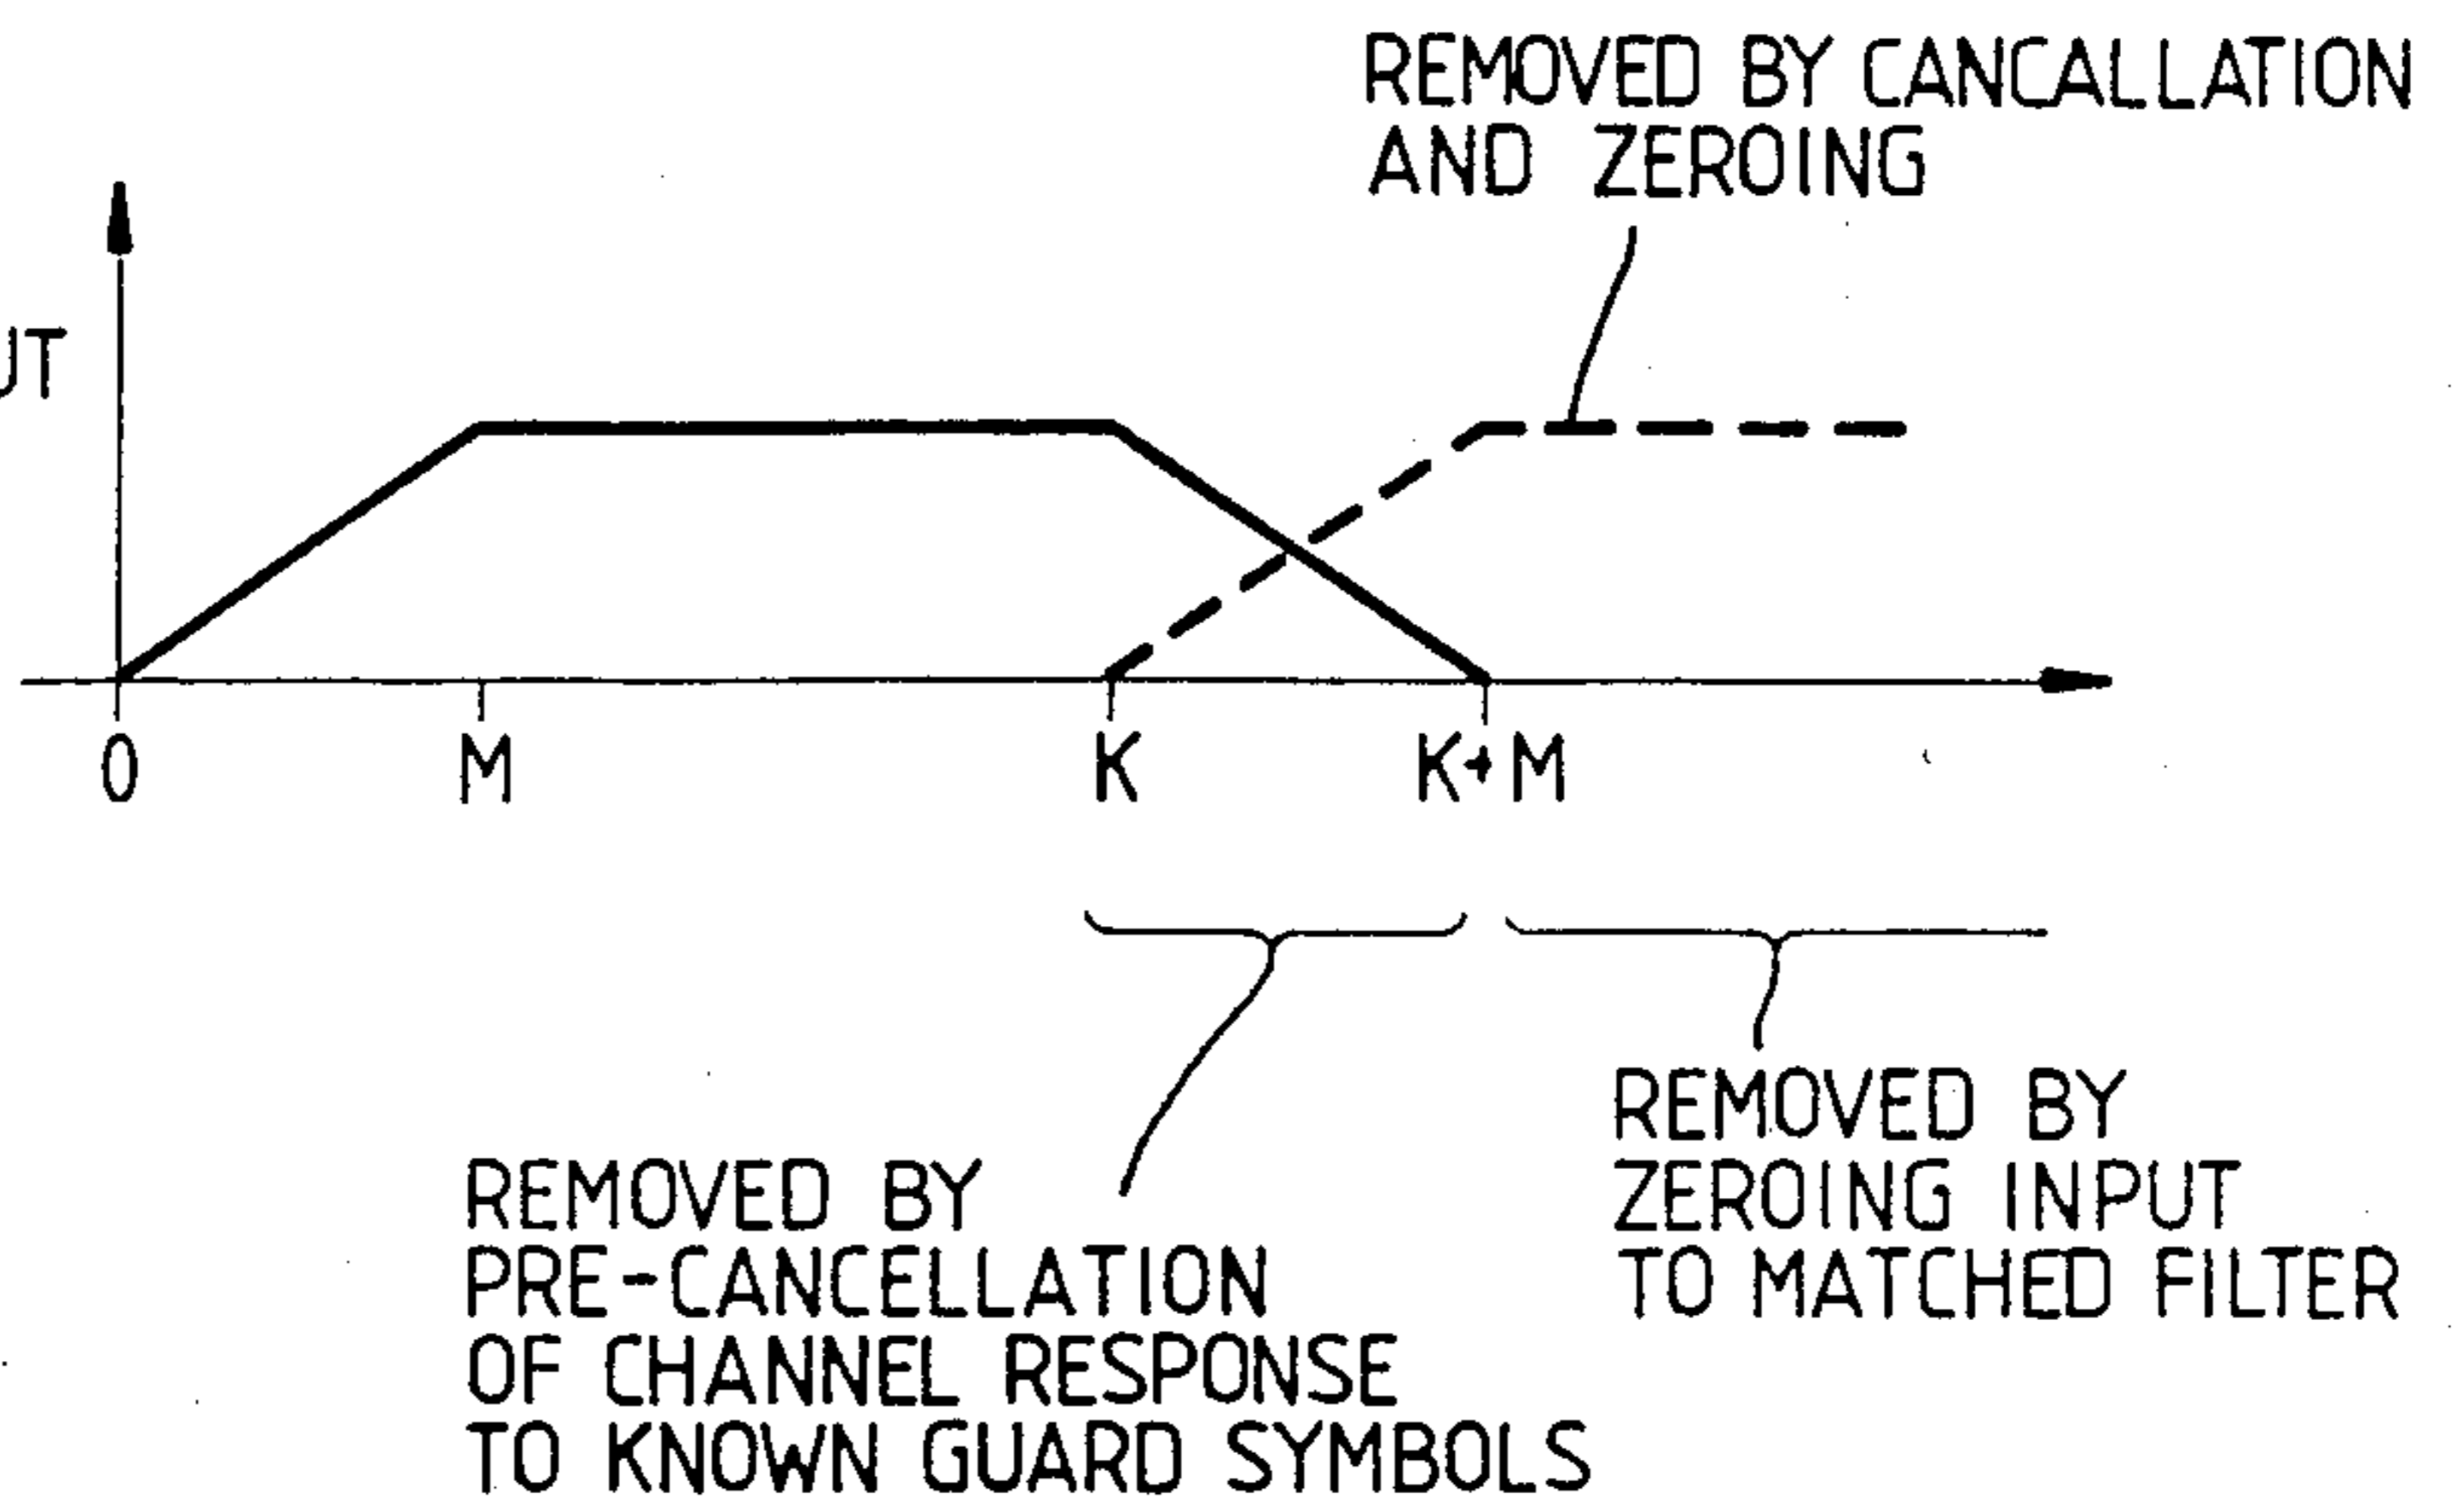 REMOVED BY CANCALLATION
AND ZEROING
0
M
K
K+M
REMOVED BY
ZEROING INPUT
TO MATCHED FILTER
REMOVED BY
PRE-CANCELLATION
OF CHANNEL RESPONSE
TO KNOWN GUARD SYMBOLS